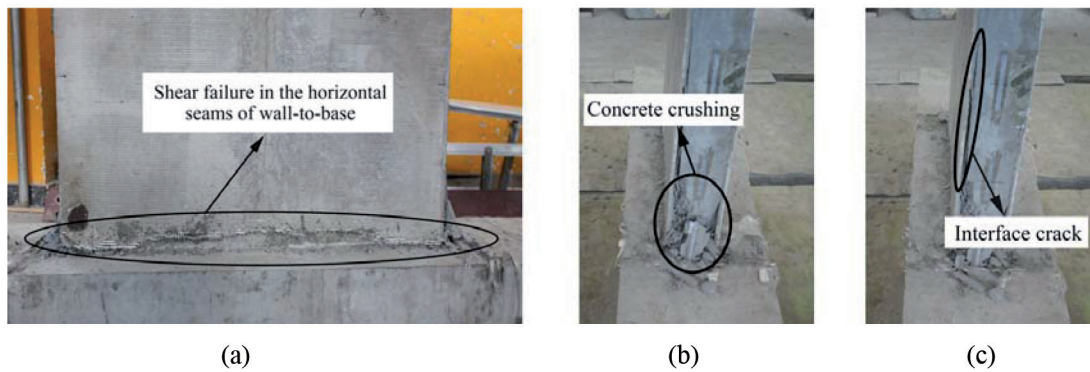 Shear failure in the horizontal
seams of wall-to-base
Concrete crushing
Interface crack
(a)
(b)
(c)